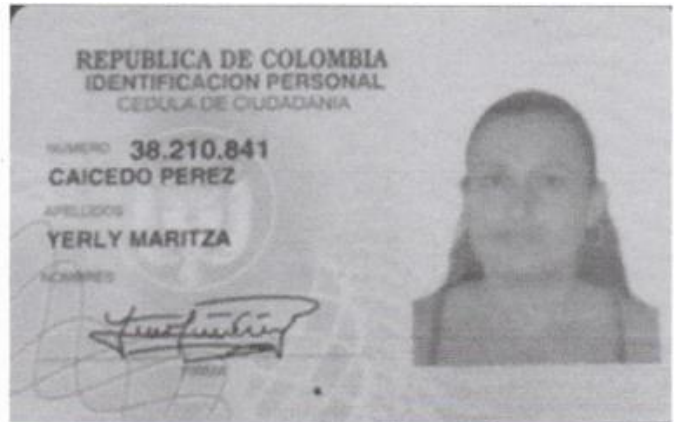 REPUBLICA DE COLOMBIA
IDENTIFICACION PERSONAL
CEDULA DE CIUDADANIA
NUMERO 38.210.841
CAICEDO PEREZ
APELLIDOS
YERLY MARITZA
NOMBRES
FIRMA